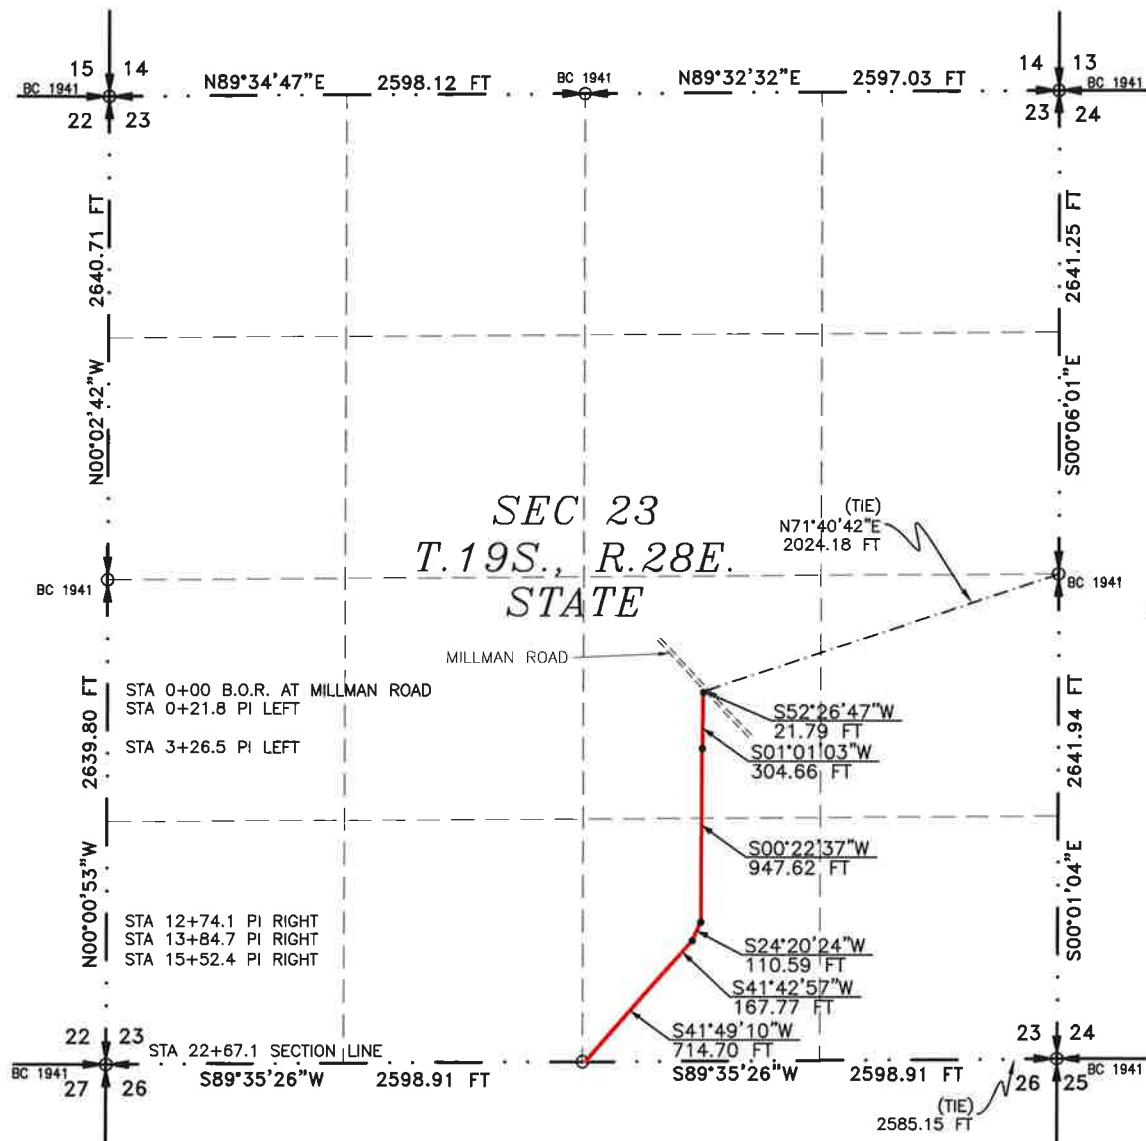 15 14
N89°34'47"E 2598.12 FT
BC 1941
N89°32'32"E 2597.03 FT
14 13
BC 1941
BC 1941
22 23
23 24
2640.71 FT
N00°02'42"W
2641.25 FT
S00°06'01"E
SEC 23
T.19S., R.28E.
STATE
(TIE)
N71°40'42"E
2024.18 FT
BC 1941
BC 1941
MILLMAN ROAD
STA 0+00 B.O.R. AT MILLMAN ROAD
STA 0+21.8 PI LEFT
STA 3+26.5 PI LEFT
S52°26'47"W
21.79 FT
S01°01'03"W
304.66 FT
2639.80 FT
N00°00'53"W
2641.94 FT
S00°01'04"E
S00°22'37"W
947.62 FT
STA 12+74.1 PI RIGHT
STA 13+84.7 PI RIGHT
STA 15+52.4 PI RIGHT
S24°20'24"W
110.59 FT
S41°42'57"W
167.77 FT
S41°49'10"W
714.70 FT
22 23
STA 22+67.1 SECTION LINE
23 24
BC 1941
27 26
S89°35'26"W 2598.91 FT
S89°35'26"W 2598.91 FT
BC 1941
26 25
(TIE)
2585.15 FT